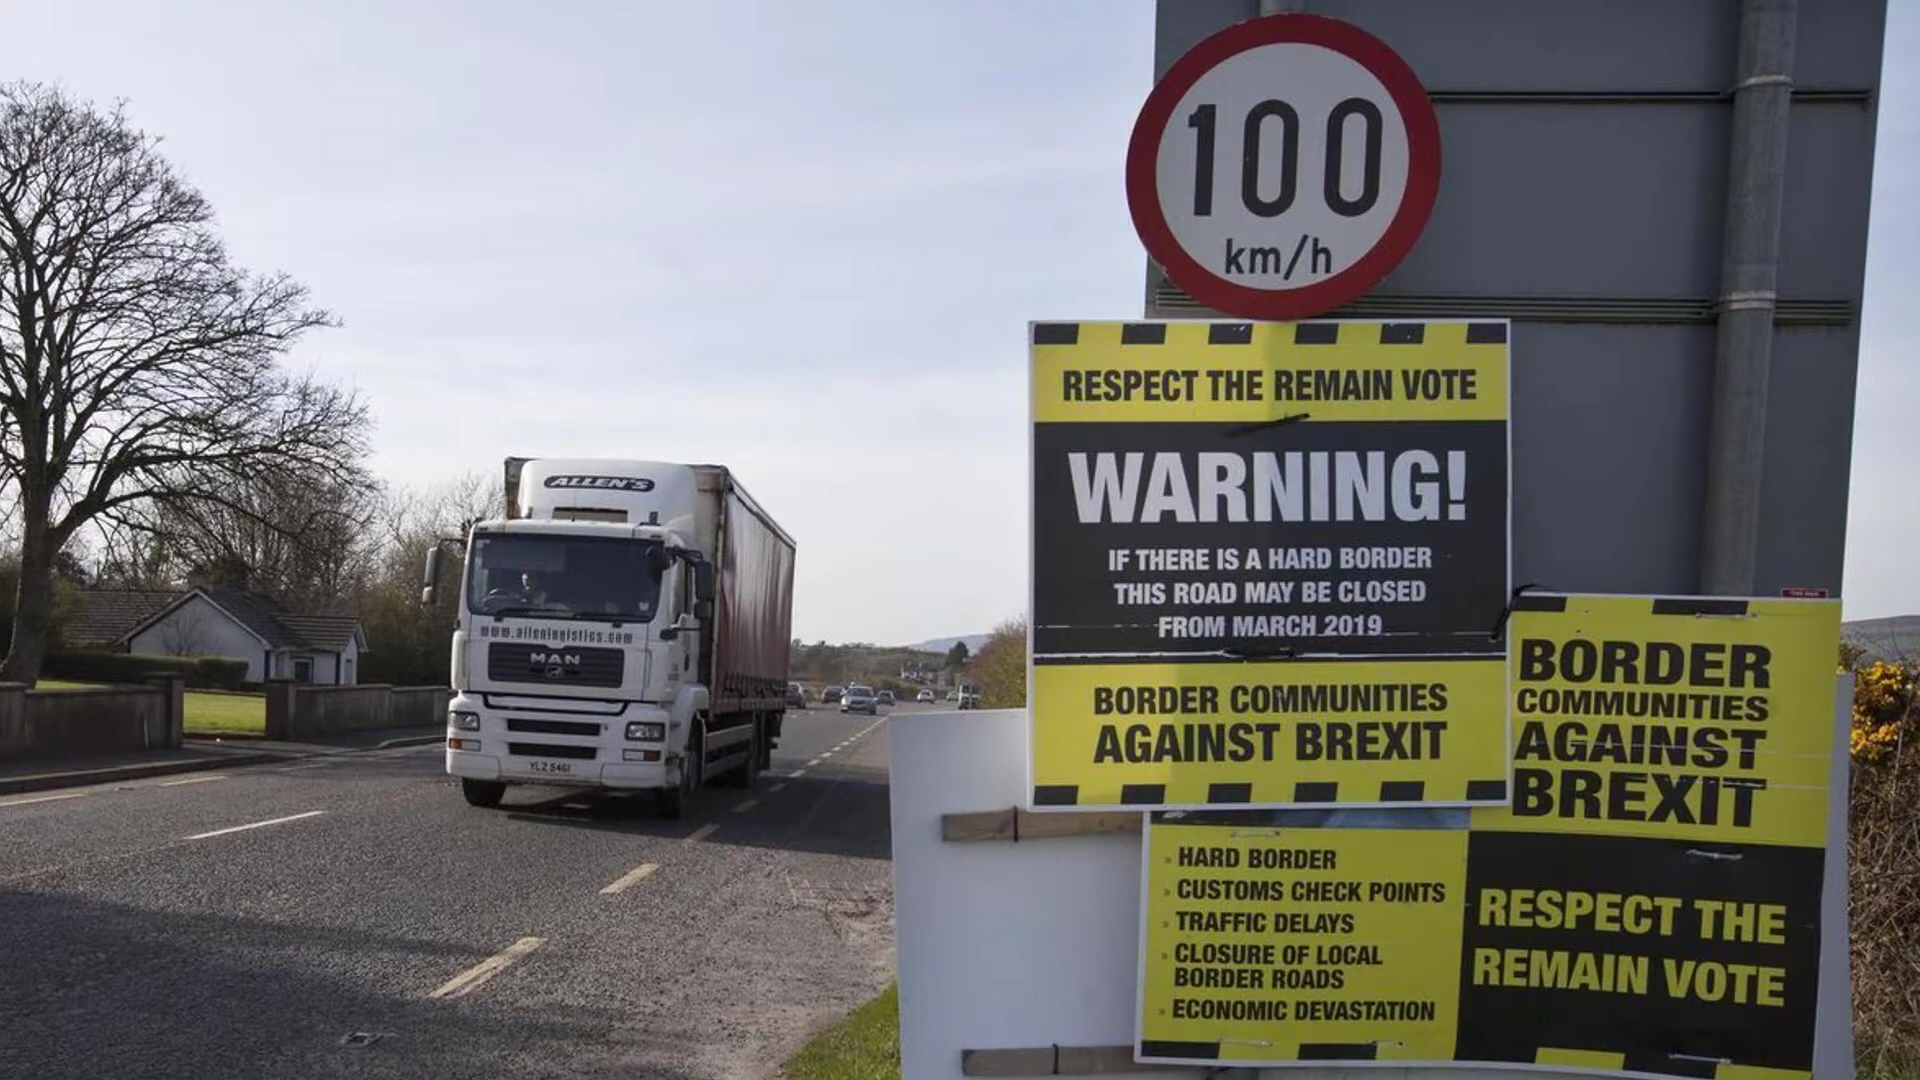 100
km/h
RESPECT THE REMAIN VOTE
WARNING!
IF THERE IS A HARD BORDER
THIS ROAD MAY BE CLOSED
FROM MARCH 2019
BORDER COMMUNITIES
AGAINST BREXIT
BORDER
COMMUNITIES
AGAINST
BREXIT
» HARD BORDER
» CUSTOMS CHECK POINTS
» TRAFFIC DELAYS
» CLOSURE OF LOCAL
BORDER ROADS
» ECONOMIC DEVASTATION
RESPECT THE
REMAIN VOTE
ALLEN'S
www.allenlogistics.com
MAN
YLZ 5461